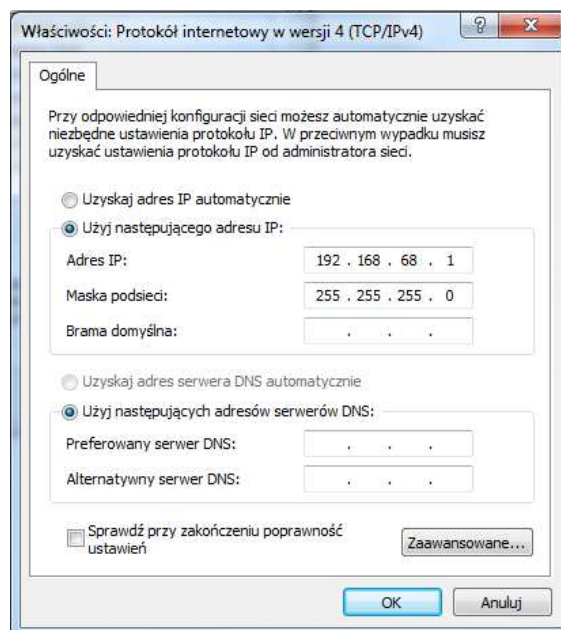 Właściwości: Protokół internetowy w wersji 4 (TCP/IPv4)
Ogólne
Przy odpowiedniej konfiguracji sieci możesz automatycznie uzyskać
niezbędne ustawienia protokołu IP. W przeciwnym wypadku musisz
uzyskać ustawienia protokołu IP od administratora sieci.
Uzyskaj adres IP automatycznie
Użyj następującego adresu IP:
Adres IP: 192 . 168 . 68 . 1
Maska podsieci: 255 . 255 . 255 . 0
Brama domyślna: . . .
Uzyskaj adres serwera DNS automatycznie
Użyj następujących adresów serwerów DNS:
Preferowany serwer DNS: . . .
Alternatywny serwer DNS: . . .
Sprawdź przy zakończeniu poprawność
ustawień
Zaawansowane...
OK Anuluj